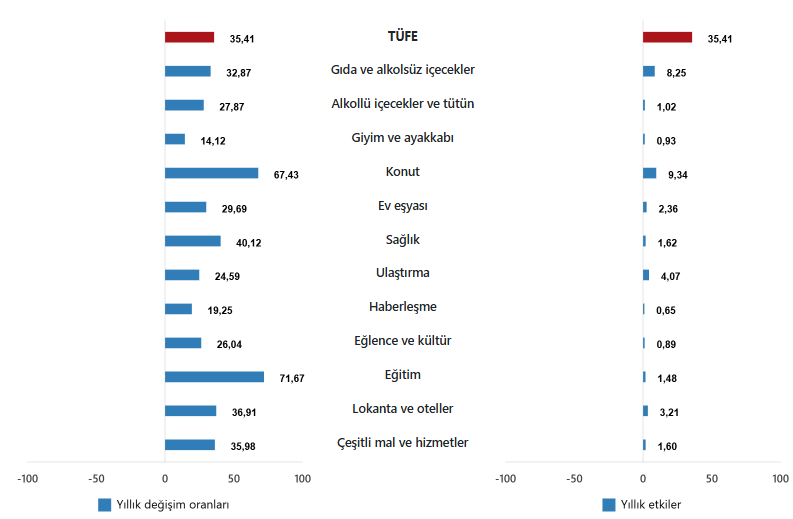 35,41 TÜFE 35,41
32,87 Gıda ve alkolsüz içecekler 8,25
27,87 Alkollü içecekler ve tütün 1,02
14,12 Giyim ve ayakkabı 0,93
67,43 Konut 9,34
29,69 Ev eşyası 2,36
40,12 Sağlık 1,62
24,59 Ulaştırma 4,07
19,25 Haberleşme 0,65
26,04 Eğlence ve kültür 0,89
71,67 Eğitim 1,48
36,91 Lokanta ve oteller 3,21
35,98 Çeşitli mal ve hizmetler 1,60
-100 -50 0 50 100 -100 -50 0 50 100
Yıllık değişim oranları Yıllık etkiler